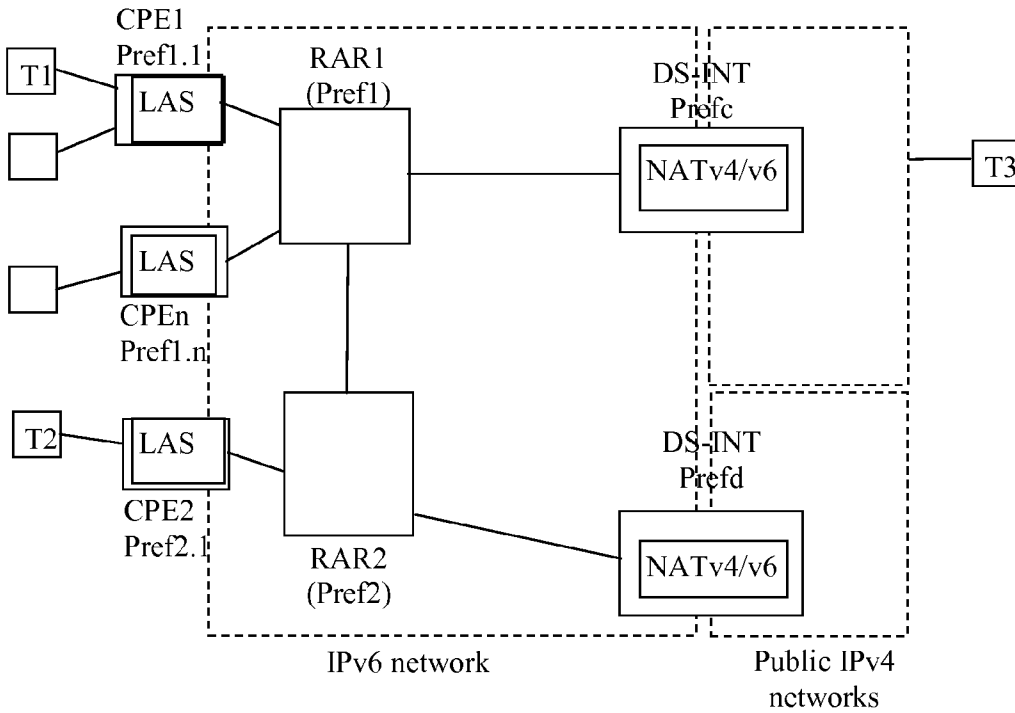 CPE1
Pref1.1
T1
LAS
RAR1
(Pref1)
DS-INT
Prefc
NATv4/v6
T3
LAS
CPEn
Pref1.n
T2
LAS
CPE2
Pref2.1
RAR2
(Pref2)
DS-INT
Prefd
NATv4/v6
IPv6 network
Public IPv4
networks